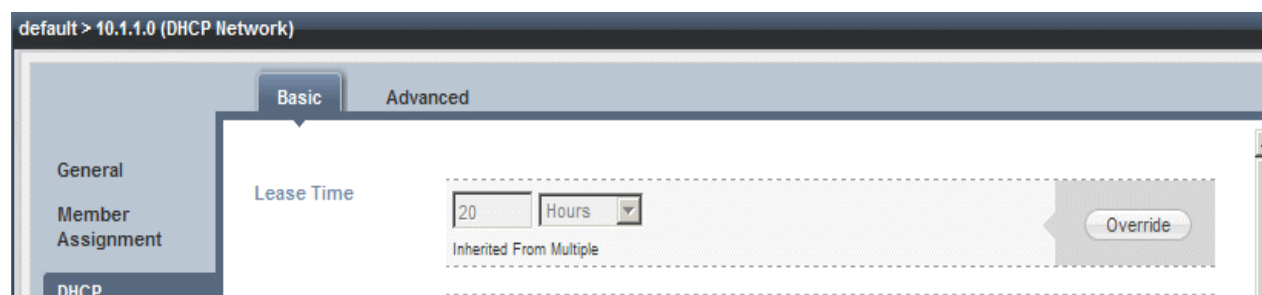 default > 10.1.1.0 (DHCP Network)
Basic
Advanced
General
Member
Assignment
DHCP
Lease Time
20
Hours
Inherited From Multiple
Override